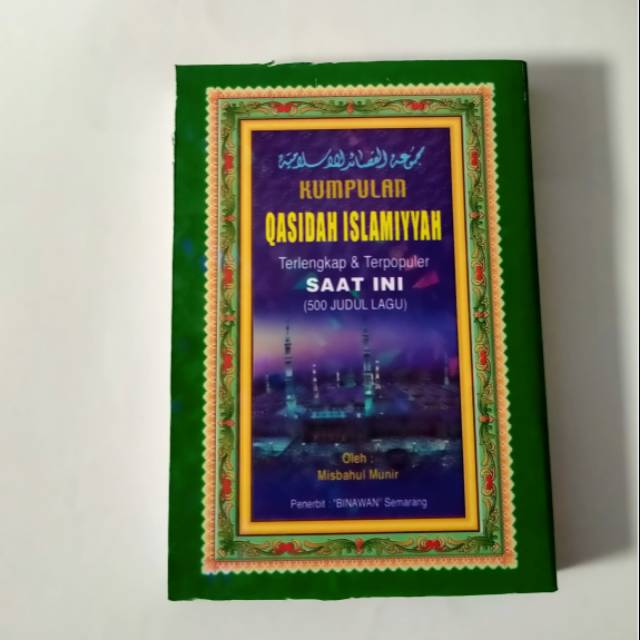 مجموعة القصائد الإسلامية
KUMPULAN
QASIDAH ISLAMIYYAH
Terlengkap & Terpopuler
SAAT INI
(500 JUDUL LAGU)
Oleh :
Misbahul Munir
Penerbit : "BINAWAN" Semarang